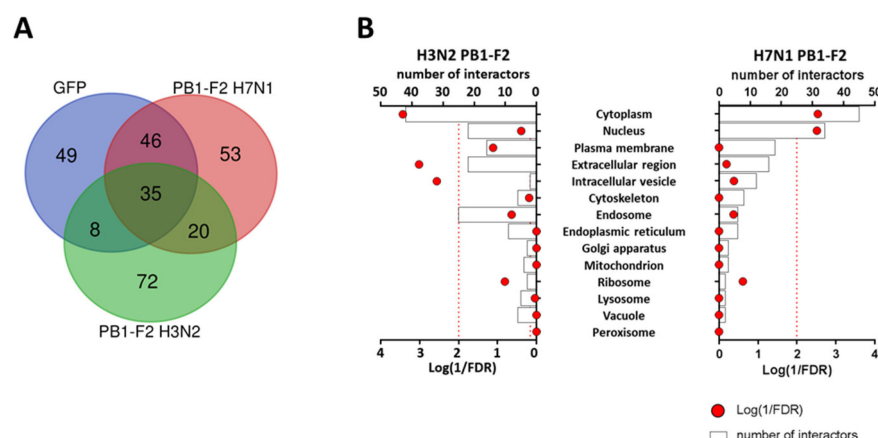 A
GFP
PB1-F2 H7N1
49
46
53
35
8
20
72
PB1-F2 H3N2
B
H3N2 PB1-F2
number of interactors
50 40 30 20 10 0
H7N1 PB1-F2
number of interactors
0 10 20 30 40 50
Cytoplasm
Nucleus
Plasma membrane
Extracellular region
Intracellular vesicle
Cytoskeleton
Endosome
Endoplasmic reticulum
Golgi apparatus
Mitochondrion
Ribosome
Lysosome
Vacuole
Peroxisome
4 3 2 1 0
Log(1/FDR)
0 1 2 3 4
Log(1/FDR)
Log(1/FDR)
number of interactors